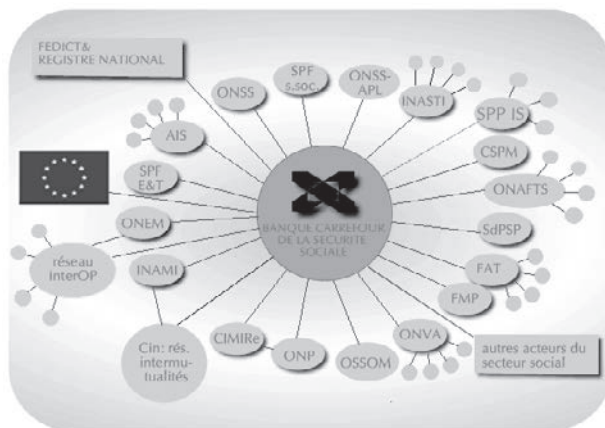 FEDICT&
REGISTRE NATIONAL
ONSS
SPF
s.soc.
ONSS-
APL
INASTI
SPP IS
AIS
CSPM
SPF
E&T
ONAFTS
BANQUE CARREFOUR
DE LA SECURITE
SOCIALE
ONEM
SdPSP
réseau
interOP
INAMI
FAT
FMP
Cin: rés.
intermu-
tualités
CIMIRe
ONP
OSSOM
ONVA
autres acteurs du
secteur social